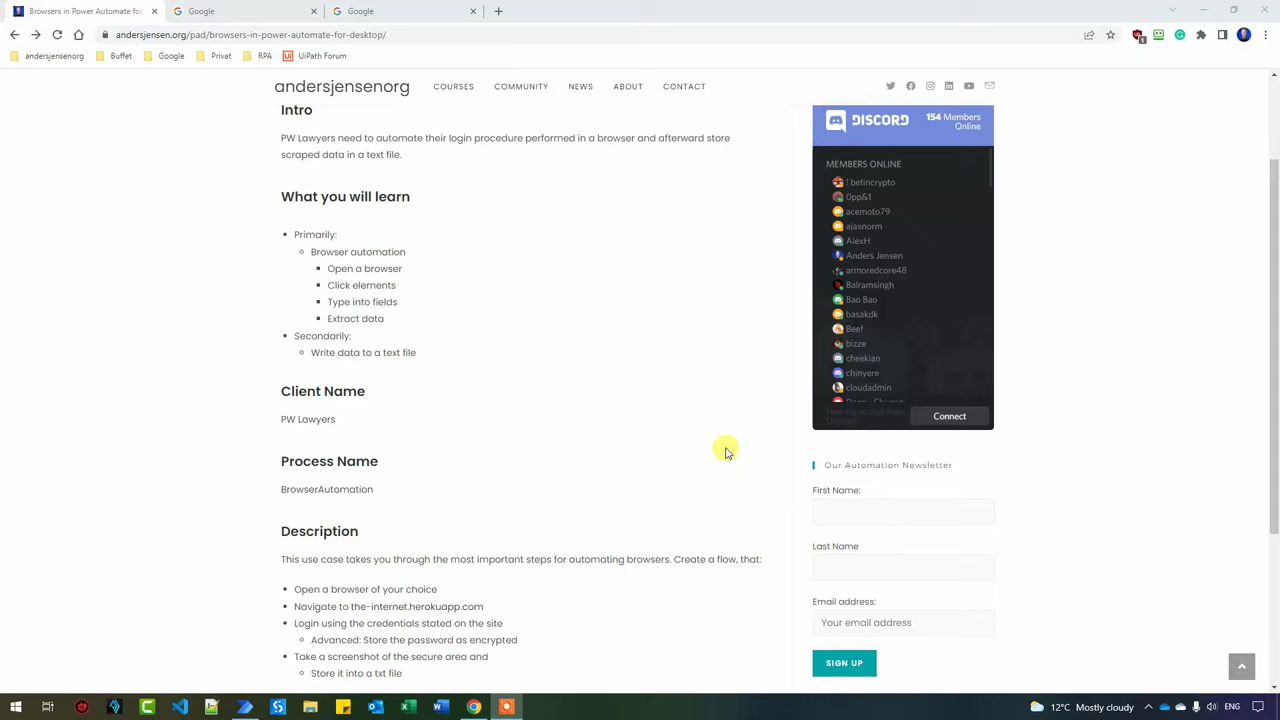 Browsers in Power Automate for
Google
Google
andersjensen.org/pad/browsers-in-power-automate-for-desktop/
andersjensenorg
Buffet
Google
Privat
RPA
UiPath Forum
andersjensenorg
COURSES
COMMUNITY
NEWS
ABOUT
CONTACT
Intro
PW Lawyers need to automate their login procedure performed in a browser and afterward store
scraped data in a text file.
What you will learn
Primarily:
Browser automation
Open a browser
Click elements
Type into fields
Extract data
Secondarily:
Write data to a text file
Client Name
PW Lawyers
Process Name
BrowserAutomation
Description
This use case takes you through the most important steps for automating browsers. Create a flow, that:
Open a browser of your choice
Navigate to the-internet.herokuapp.com
Login using the credentials stated on the site
Advanced: Store the password as encrypted
Take a screenshot of the secure area and
Store it into a txt file
DISCORD
154 Members
Online
MEMBERS ONLINE
! betincrypto
0pp&1
acemoto79
ajaxnorm
AlexH
Anders Jensen
armoredcore48
Balramsingh
Bao Bao
basakdk
Beef
bizze
cheekian
chinyere
cloudadmin
Connect
Our Automation Newsletter
First Name:
Last Name
Email address:
Your email address
SIGN UP
12°C Mostly cloudy
ENG